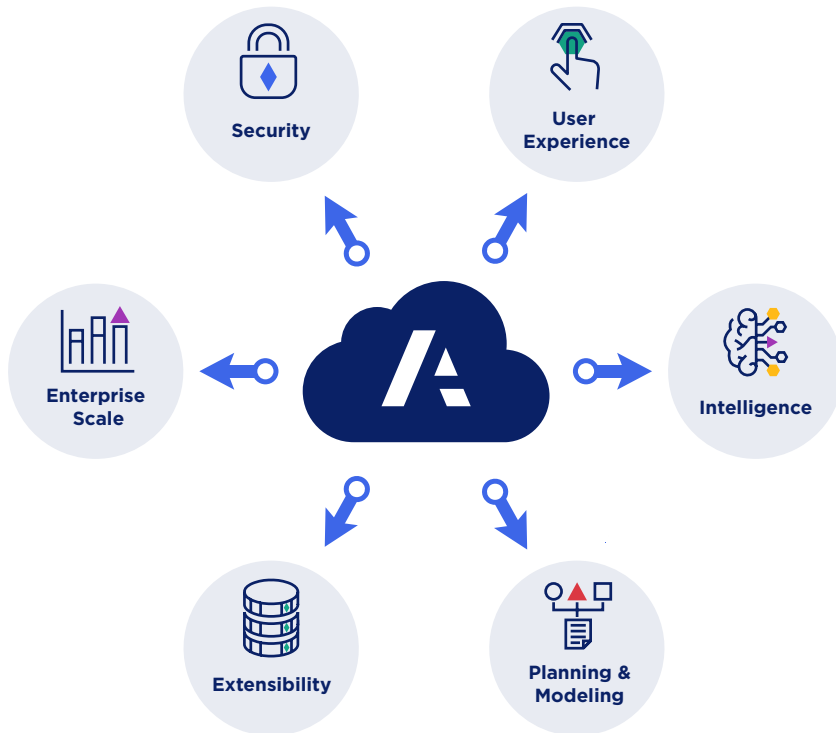 Security
User
Experience
Enterprise
Scale
Intelligence
Extensibility
Planning &
Modeling